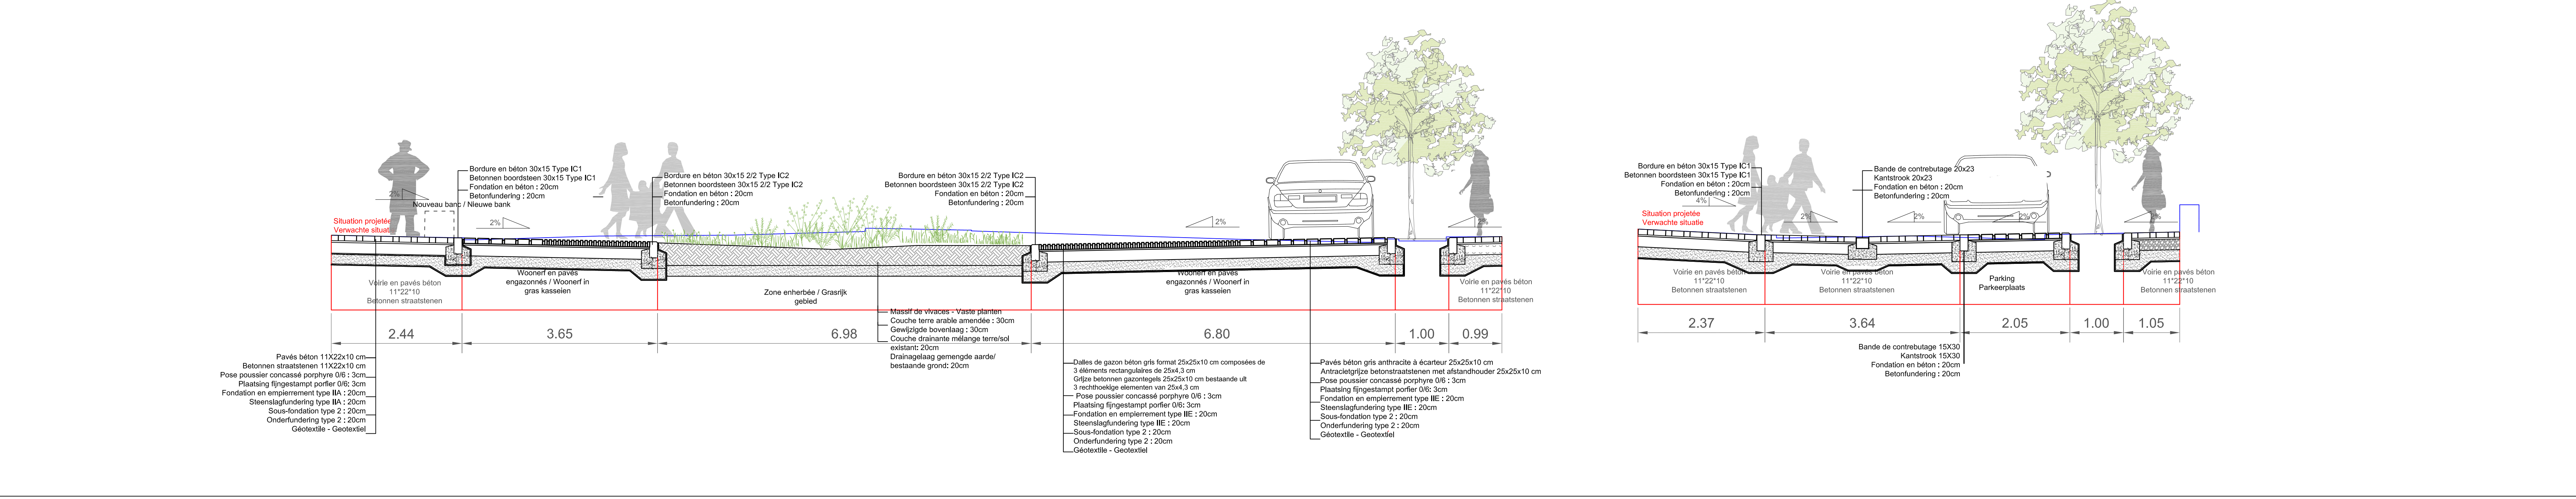 Bordure en béton 30x15 Type IC1
Betonnen boordsteen 30x15 Type IC1
Fondation en béton : 20cm
Betonfundering : 20cm
2%
Nouveau banc / Nieuwe bank
Situation projetée
Verwachte situati
2%
Bordure en béton 30x15 2/2 Type IC2
Betonnen boordsteen 30x15 2/2 Type IC2
Fondation en béton : 20cm
Betonfundering : 20cm
Bordure en béton 30x15 2/2 Type IC2
Betonnen boordsteen 30x15 2/2 Type IC2
Fondation en béton : 20cm
Betonfundering : 20cm
2%
2%
Voirie en pavés béton
11*22*10
Betonnen straatstenen
Woonerf en pavés
engazonnés / Woonerf in
gras kasseien
Zone enherbée / Grasrijk
gebied
Woonerf en pavés
engazonnés / Woonerf in
gras kasseien
Voirie en pavés béton
11*22*10
Betonnen straatstenen
Massif de vivaces - Vaste planten
Couche terre arable amendée : 30cm
Gewijzigde bovenlaag : 30cm
Couche drainante mélange terre/sol
existant: 20cm
Drainagelaag gemengde aarde/
bestaande grond: 20cm
2.44
3.65
6.98
6.80
1.00
0.99
Pavés béton 11X22x10 cm
Betonnen straatstenen 11X22x10 cm
Pose poussier concassé porphyre 0/6 : 3cm
Plaatsing fijngestampt porfier 0/6: 3cm
Fondation en empierrement type IIA : 20cm
Steenslagfundering type IIA : 20cm
Sous-fondation type 2 : 20cm
Onderfundering type 2 : 20cm
Géotextile - Geotextiel
Dalles de gazon béton gris format 25x25x10 cm composées de
3 éléments rectangulaires de 25x4,3 cm
Grijze betonnen gazontegels 25x25x10 cm bestaande uit
3 rechthoekige elementen van 25x4,3 cm
Pose poussier concassé porphyre 0/6 : 3cm
Plaatsing fijngestampt porfier 0/6: 3cm
Fondation en empierrement type IIE : 20cm
Steenslagfundering type IIE : 20cm
Sous-fondation type 2 : 20cm
Onderfundering type 2 : 20cm
Géotextile - Geotextiel
Pavés béton gris anthracite à écarteur 25x25x10 cm
Antracietgrijze betonstraatstenen met afstandhouder 25x25x10 cm
Pose poussier concassé porphyre 0/6 : 3cm
Plaatsing fijngestampt porfier 0/6: 3cm
Fondation en empierrement type IIE : 20cm
Steenslagfundering type IIE : 20cm
Sous-fondation type 2 : 20cm
Onderfundering type 2 : 20cm
Géotextile - Geotextiel
Bordure en béton 30x15 Type IC1
Betonnen boordsteen 30x15 Type IC1
Fondation en béton : 20cm
Betonfundering : 20cm
4%
Situation projetée
Verwachte situatie
Bande de contrebutage 20x23
Kantstrook 20x23
Fondation en béton : 20cm
Betonfundering : 20cm
2%
2%
2%
2%
Voirie en pavés béton
11*22*10
Betonnen straatstenen
Voirie en pavés béton
11*22*10
Betonnen straatstenen
Parking
Parkeerplaats
Voirie en pavés béton
11*22*10
Betonnen straatstenen
2.37
3.64
2.05
1.00
1.05
Bande de contrebutage 15X30
Kantstrook 15X30
Fondation en béton : 20cm
Betonfundering : 20cm